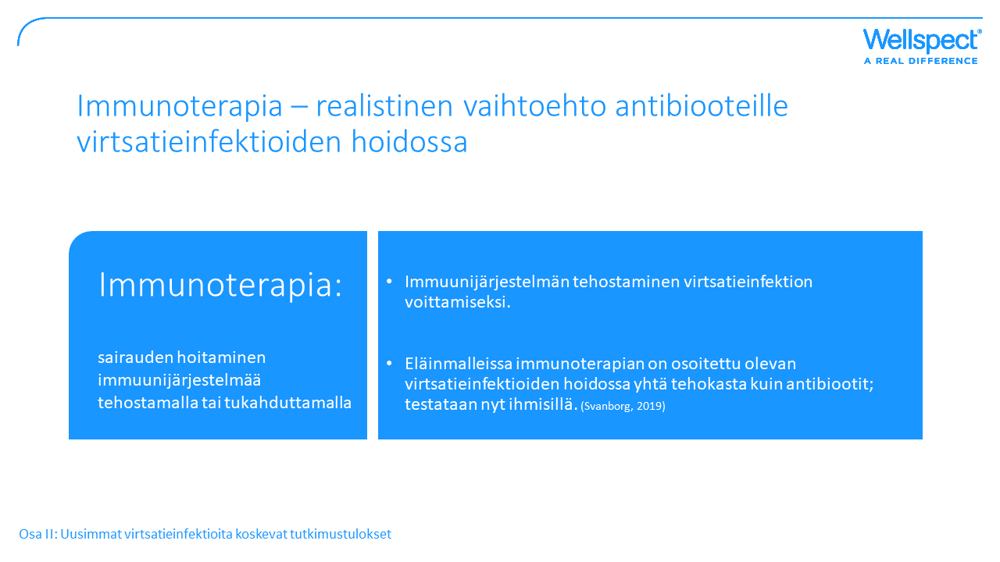 Wellspect®
A REAL DIFFERENCE
Immunoterapia – realistinen vaihtoehto antibiooteille
virtsatieinfektioiden hoidossa
Immunoterapia:
sairauden hoitaminen
immuunijärjestelmää
tehostamalla tai tukahduttamalla
• Immuunijärjestelmän tehostaminen virtsatieinfektion
voittamiseksi.
• Eläinmalleissa immunoterapian on osoitettu olevan
virtsatieinfektioiden hoidossa yhtä tehokasta kuin antibiootit;
testataan nyt ihmisillä. (Svanborg, 2019)
Osa II: Uusimmat virtsatieinfektioita koskevat tutkimustulokset